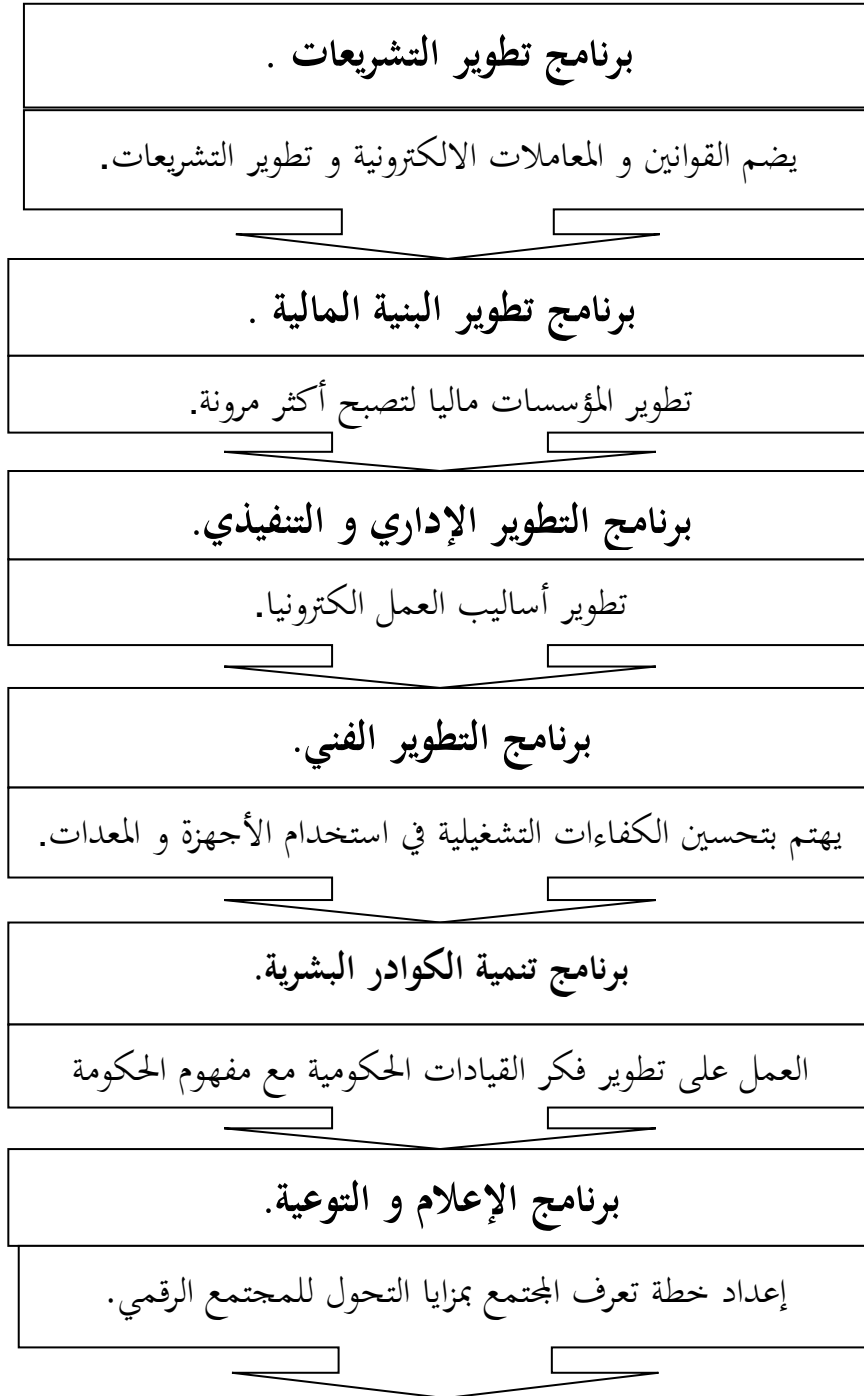 برنامج تطوير التشريعات .
يضم القوانين و المعاملات الالكترونية و تطوير التشريعات.
برنامج تطوير البنية المالية .
تطوير المؤسسات ماليا لتصبح أكثر مرونة.
برنامج التطوير الإداري و التنفيذي.
تطوير أساليب العمل الكترونيا.
برنامج التطوير الفني.
يهتم بتحسين الكفاءات التشغيلية في استخدام الأجهزة و المعدات.
برنامج تنمية الكوادر البشرية.
العمل على تطوير فكر القيادات الحكومية مع مفهوم الحكومة
برنامج الإعلام و التوعية.
إعداد خطة تعرف المجتمع بمزايا التحول للمجتمع الرقمي.